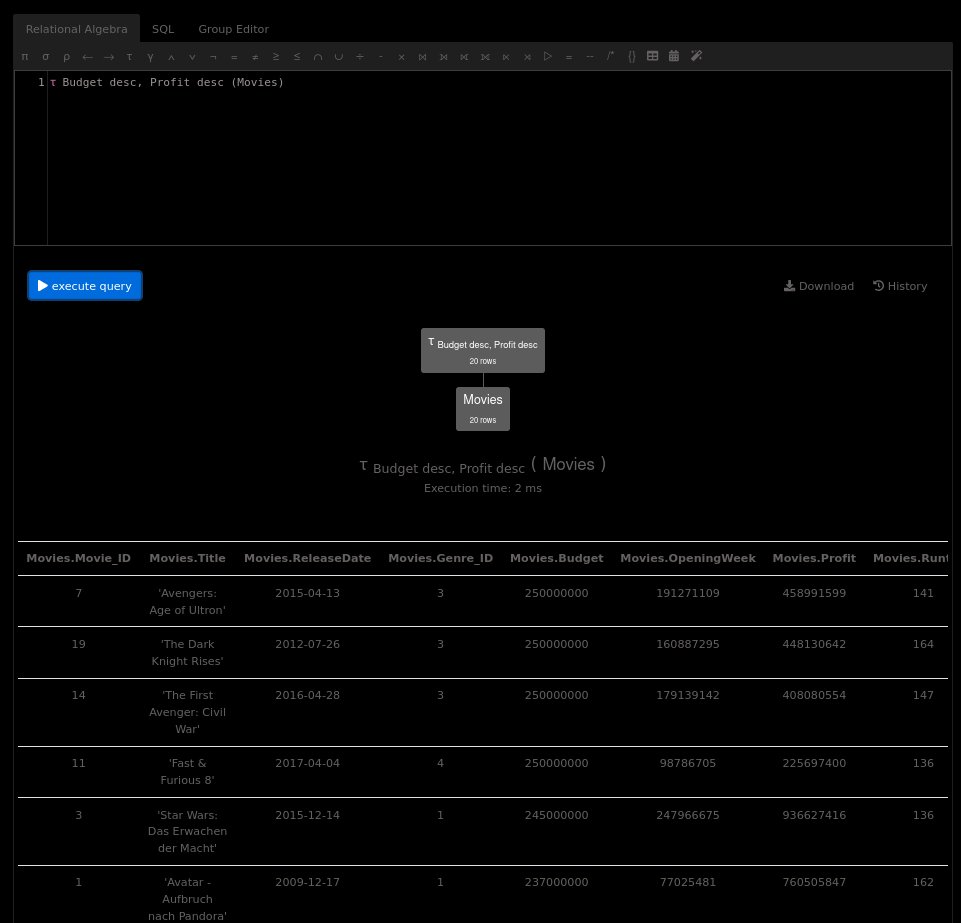 Relational Algebra SQL Group Editor
π σ ρ ← → τ γ ∧ ∨ ¬ = ≠ ≥ ≤ ∩ ∪ ÷ - ⨯ ⨝ ⟕ ⟖ ⟗ ⋉ ⋊ ▷ = -- /* {}
1 τ Budget desc, Profit desc (Movies)
execute query Download History
τ Budget desc, Profit desc
20 rows
Movies
20 rows
τ Budget desc, Profit desc ( Movies )
Execution time: 2 ms
Movies.Movie_ID Movies.Title Movies.ReleaseDate Movies.Genre_ID Movies.Budget Movies.OpeningWeek Movies.Profit Movies.Runt
7 'Avengers: 2015-04-13 3 250000000 191271109 458991599 141
Age of Ultron'
19 'The Dark 2012-07-26 3 250000000 160887295 448130642 164
Knight Rises'
14 'The First 2016-04-28 3 250000000 179139142 408080554 147
Avenger: Civil
War'
11 'Fast & 2017-04-04 4 250000000 98786705 225697400 136
Furious 8'
3 'Star Wars: 2015-12-14 1 245000000 247966675 936627416 136
Das Erwachen
der Macht'
1 'Avatar - 2009-12-17 1 237000000 77025481 760505847 162
Aufbruch
nach Pandora'